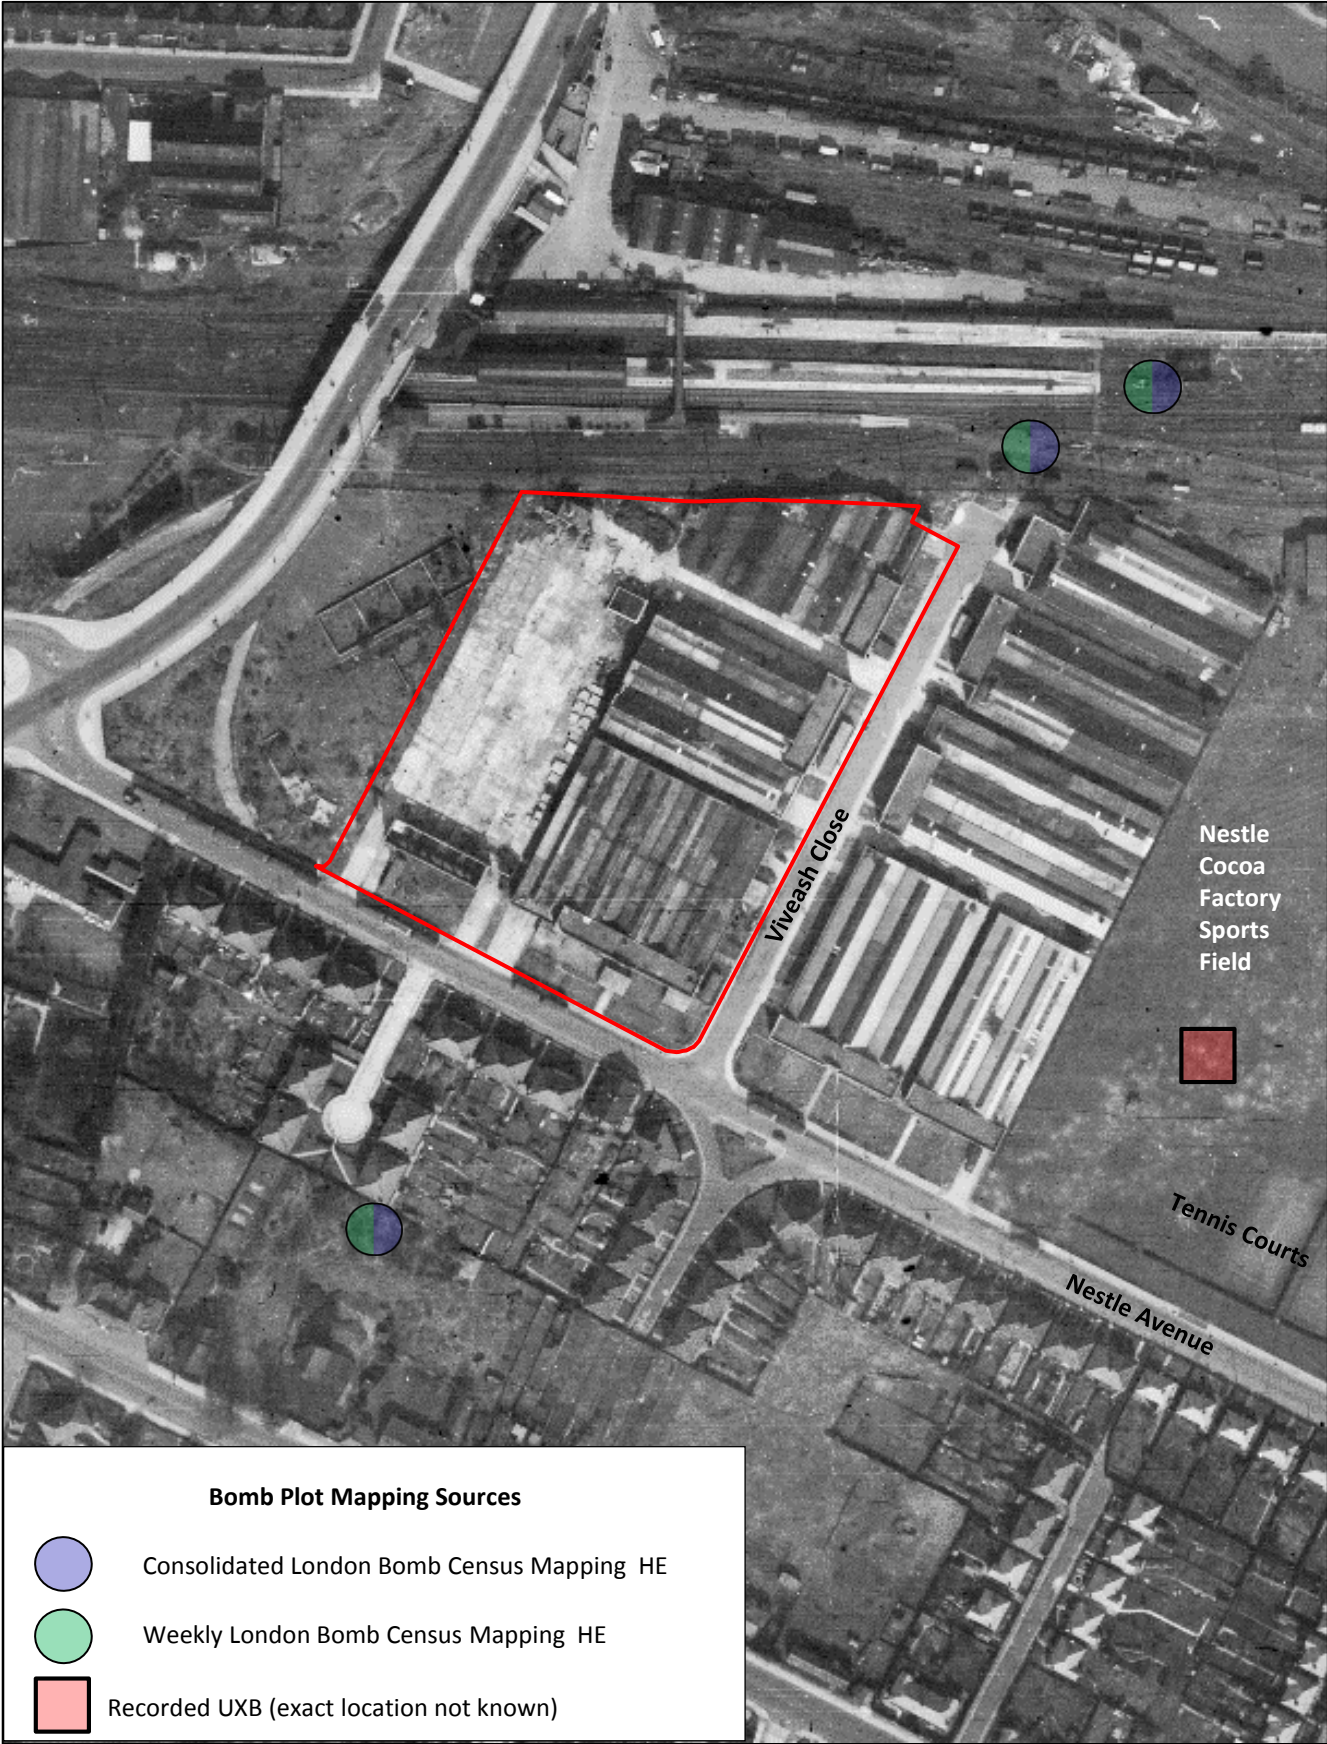 Viveash Close
Nestle
Cocoa
Factory
Sports
Field
Tennis Courts
Nestle Avenue
Bomb Plot Mapping Sources
Consolidated London Bomb Census Mapping HE
Weekly London Bomb Census Mapping HE
Recorded UXB (exact location not known)